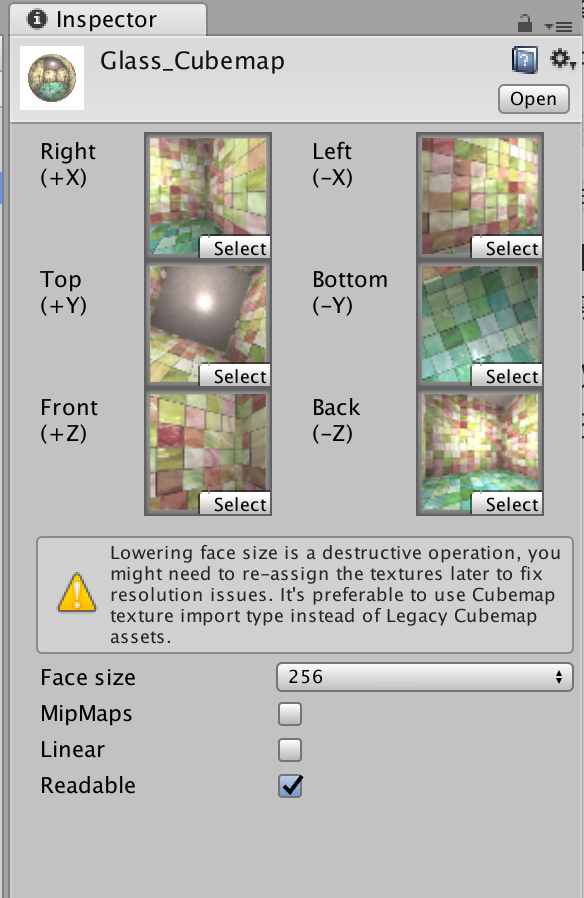 Inspector
Glass_Cubemap
Open
Right
(+X)
Select
Left
(-X)
Select
Top
(+Y)
Select
Bottom
(-Y)
Select
Front
(+Z)
Select
Back
(-Z)
Select
Lowering face size is a destructive operation, you
might need to re-assign the textures later to fix
resolution issues. It's preferable to use Cubemap
texture import type instead of Legacy Cubemap
assets.
Face size 256
MipMaps
Linear
Readable